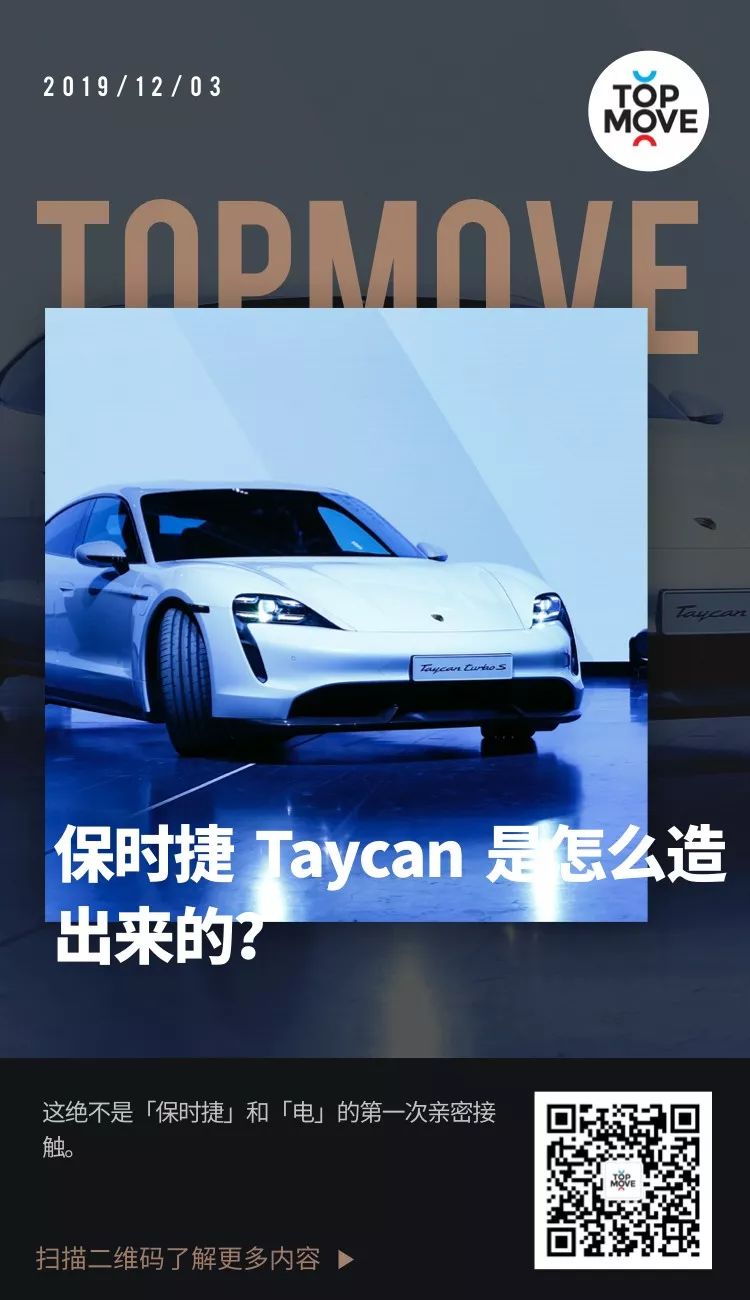 2019/12/03
TOP
MOVE
TOPMOVE
Taycan
Taycan turbo S
保时捷 Taycan 是怎么造
出来的?
这绝不是「保时捷」和「电」的第一次亲密接
触。
TOP
MOVE
扫描二维码了解更多内容